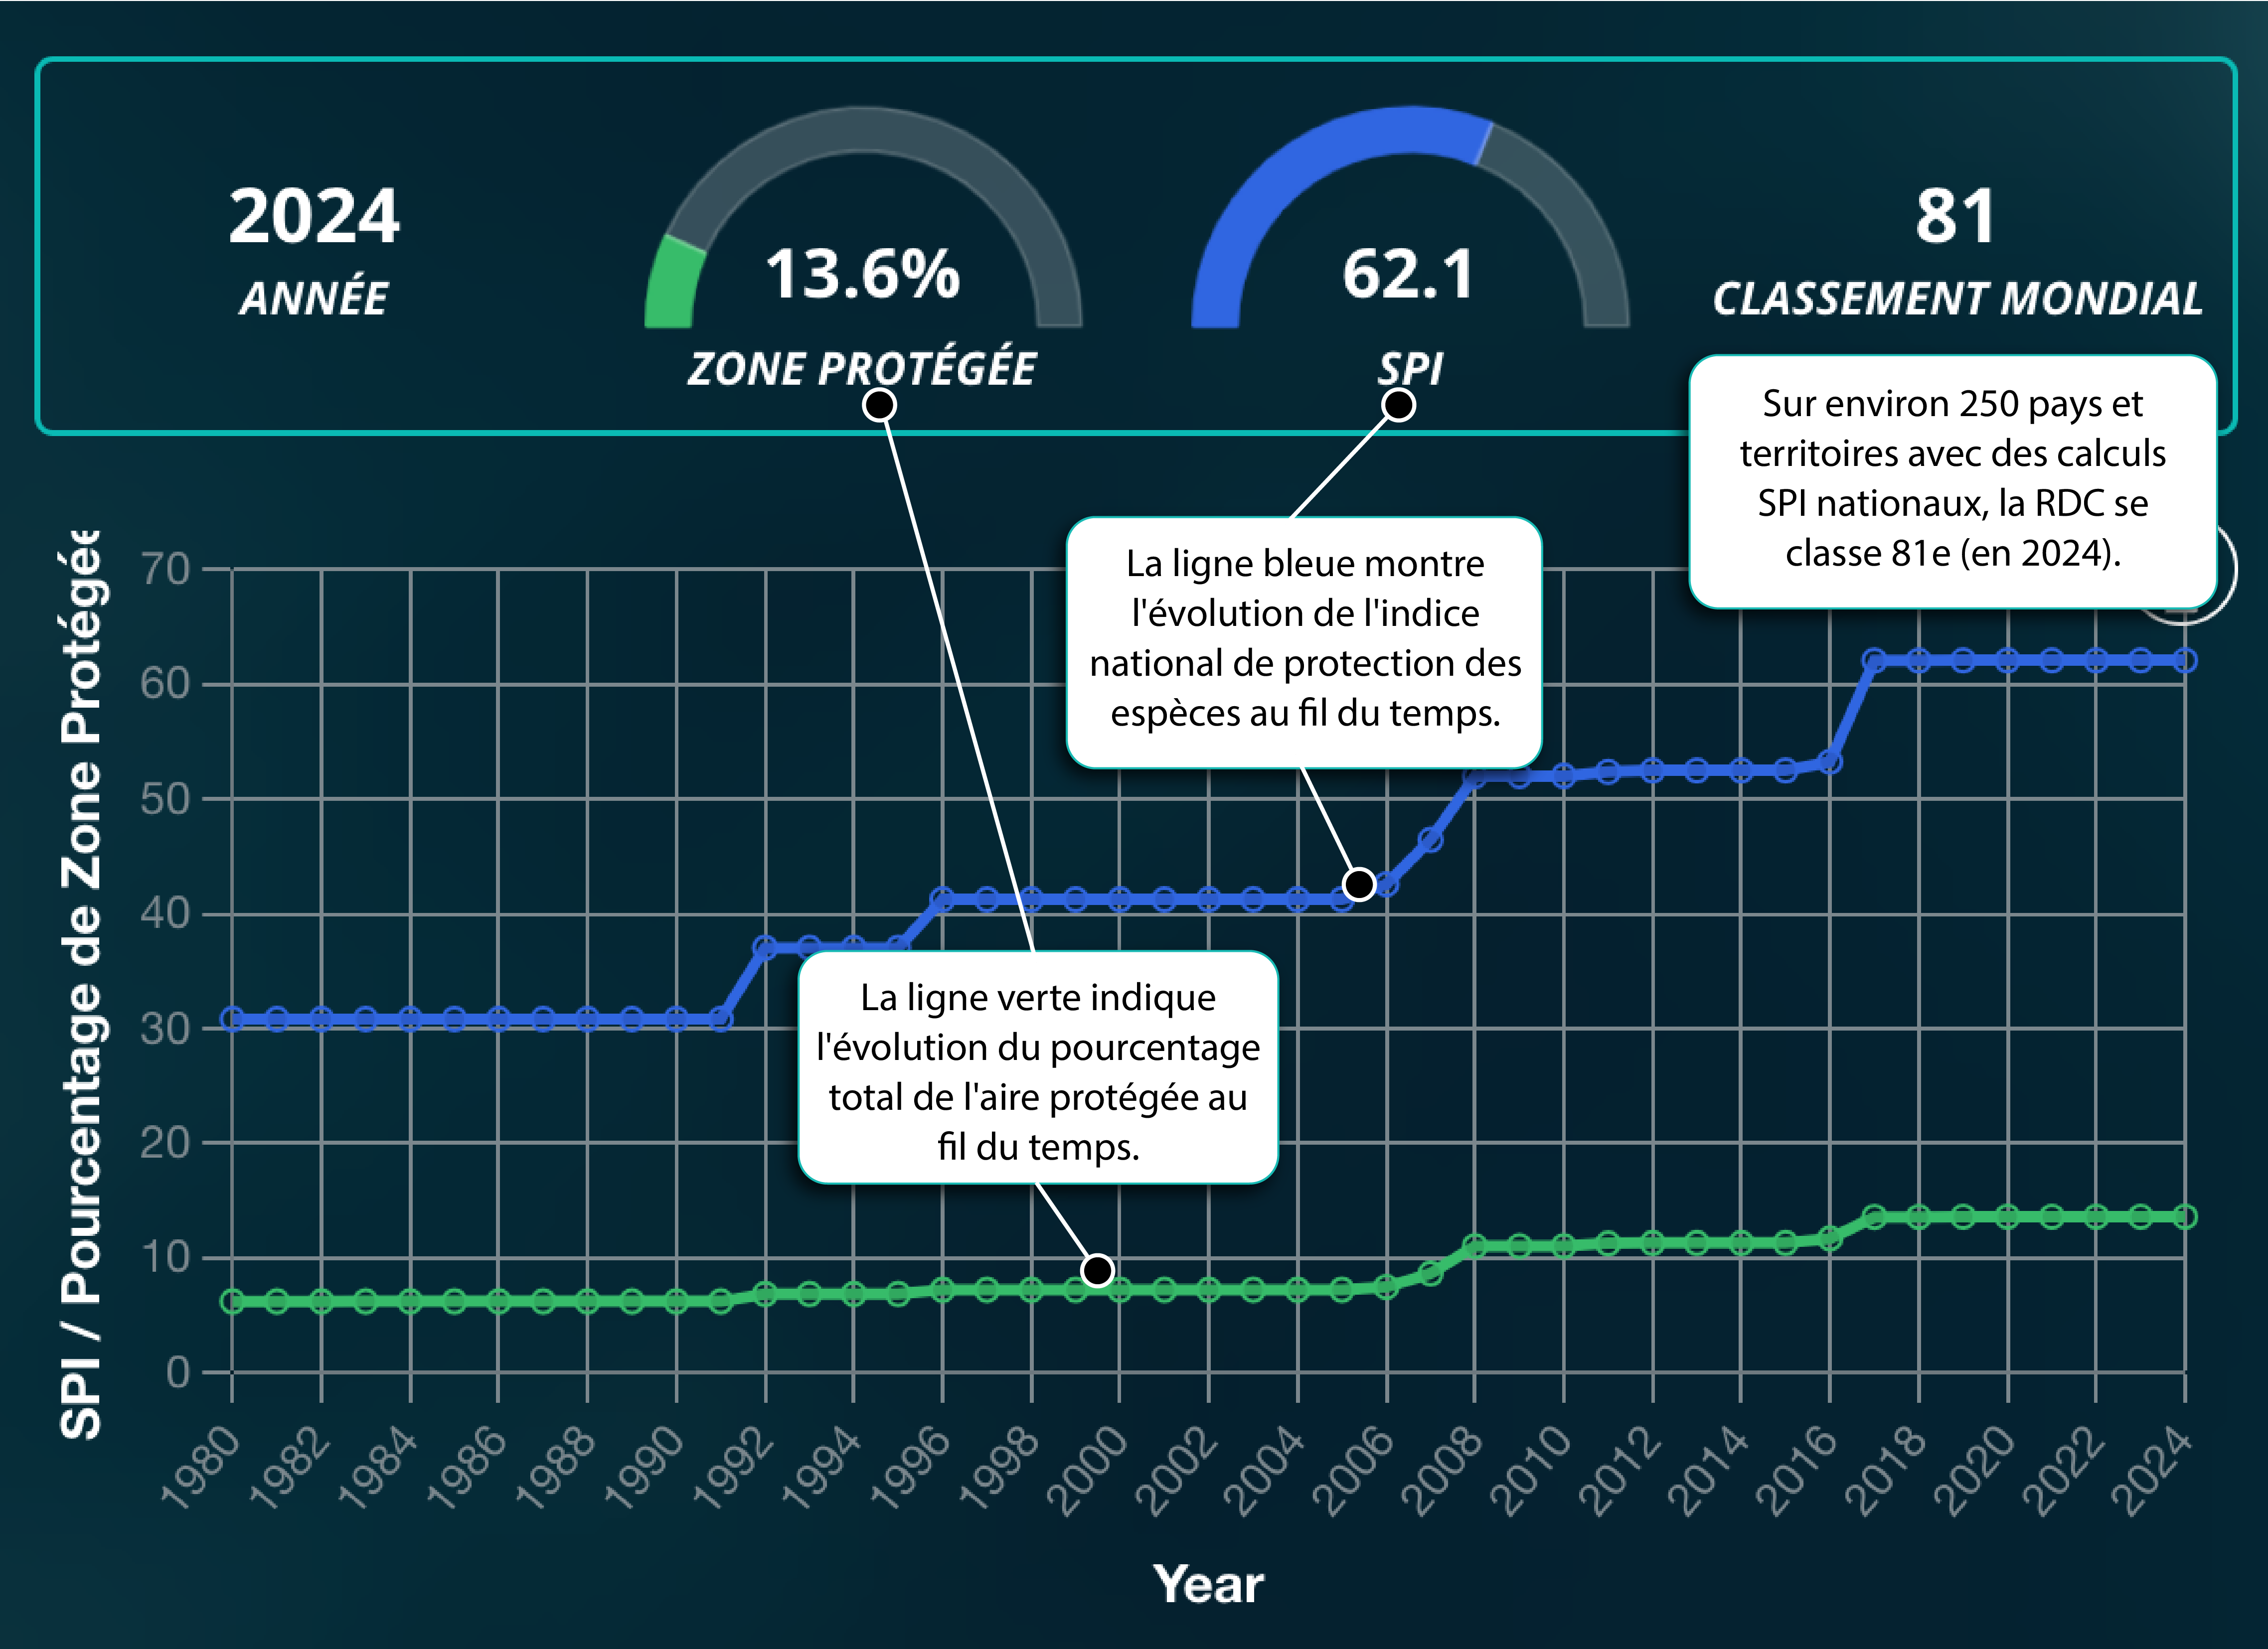 2024
ANNÉE
13.6%
ZONE PROTÉGÉE
62.1
SPI
81
CLASSEMENT MONDIAL
Sur environ 250 pays et
territoires avec des calculs
SPI nationaux, la RDC se
classe 81e (en 2024).
La ligne bleue montre
l'évolution de l'indice
national de protection des
espèces au fil du temps.
La ligne verte indique
l'évolution du pourcentage
total de l'aire protégée au
fil du temps.
SPI / Pourcentage de Zone Protégée
70
60
50
40
30
20
10
0
1980
1982
1984
1986
1988
1990
1992
1994
1996
1998
2000
2002
2004
2006
2008
2010
2012
2014
2016
2018
2020
2022
2024
Year